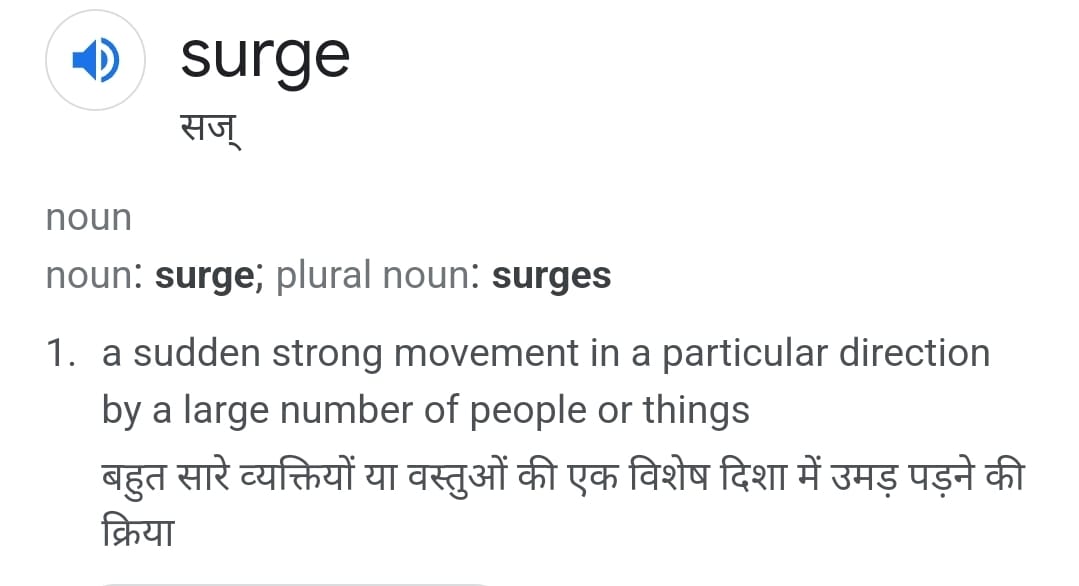 surge
सज्
noun
noun: surge; plural noun: surges
1. a sudden strong movement in a particular direction
by a large number of people or things
बहुत सारे व्यक्तियों या वस्तुओं की एक विशेष दिशा में उमड़ पड़ने की
क्रिया